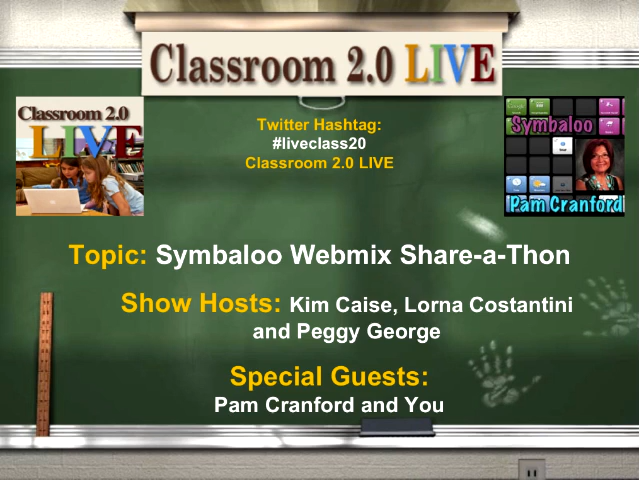 Classroom 2.0 LIVE
Classroom 2.0
LIVE
Twitter Hashtag:
#liveclass20
Classroom 2.0 LIVE
Symbaloo
Pam Cranford
Topic: Symbaloo Webmix Share-a-Thon
Show Hosts: Kim Caise, Lorna Costantini
and Peggy George
Special Guests:
Pam Cranford and You